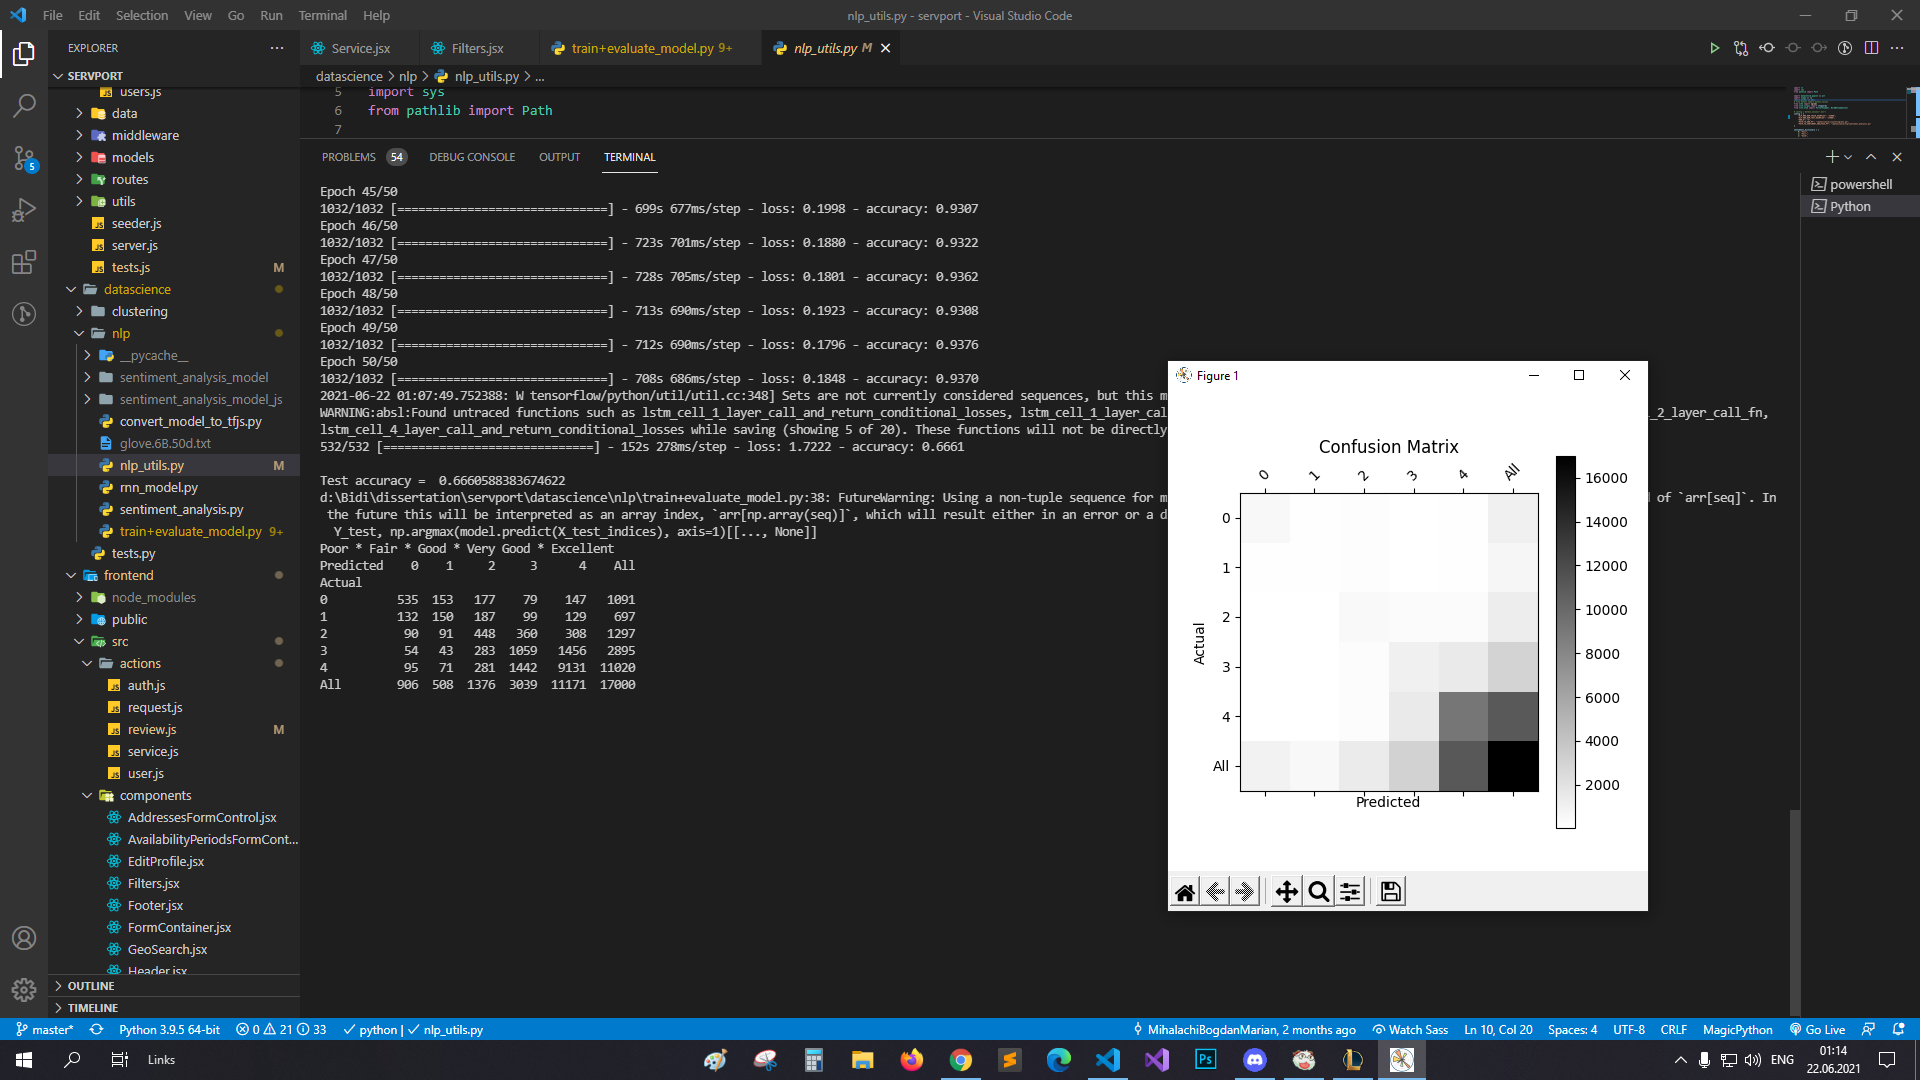 File Edit Selection View Go Run Terminal Help
nlp_utils.py - servport - Visual Studio Code
EXPLORER
SERVPORT
users.js
data
middleware
models
routes
utils
seeder.js
server.js
tests.js M
datascience
clustering
nlp
__pycache__
sentiment_analysis_model
sentiment_analysis_model_js
convert_model_to_tfjs.py
glove.6B.50d.txt
nlp_utils.py M
rnn_model.py
sentiment_analysis.py
train+evaluate_model.py 9+
tests.py
frontend
node_modules
public
src
actions
auth.js
request.js
review.js M
service.js
user.js
components
AddressesFormControl.jsx
AvailabilityPeriodsFormCont...
EditProfile.jsx
Filters.jsx
Footer.jsx
FormContainer.jsx
GeoSearch.jsx
Header.jsx
OUTLINE
TIMELINE
5
Service.jsx Filters.jsx train+evaluate_model.py 9+ nlp_utils.py M
datascience > nlp > nlp_utils.py > ...
5 import sys
6 from pathlib import Path
7
PROBLEMS 54 DEBUG CONSOLE OUTPUT TERMINAL
powershell
Python
Epoch 45/50
1032/1032 [==============================] - 699s 677ms/step - loss: 0.1998 - accuracy: 0.9307
Epoch 46/50
1032/1032 [==============================] - 723s 701ms/step - loss: 0.1880 - accuracy: 0.9322
Epoch 47/50
1032/1032 [==============================] - 728s 705ms/step - loss: 0.1801 - accuracy: 0.9362
Epoch 48/50
1032/1032 [==============================] - 713s 690ms/step - loss: 0.1923 - accuracy: 0.9308
Epoch 49/50
1032/1032 [==============================] - 712s 690ms/step - loss: 0.1796 - accuracy: 0.9376
Epoch 50/50
1032/1032 [==============================] - 708s 686ms/step - loss: 0.1848 - accuracy: 0.9370
2021-06-22 01:07:49.752388: W tensorflow/python/util/util.cc:348] Sets are not currently considered sequences, but this m
WARNING:absl:Found untraced functions such as lstm_cell_1_layer_call_and_return_conditional_losses, lstm_cell_1_layer_cal _2_layer_call_fn,
lstm_cell_4_layer_call_and_return_conditional_losses while saving (showing 5 of 20). These functions will not be directly
532/532 [==============================] - 152s 278ms/step - loss: 1.7222 - accuracy: 0.6661
Test accuracy =  0.6660588383674622
d:\Bidi\dissertation\servport\datascience\nlp\train+evaluate_model.py:38: FutureWarning: Using a non-tuple sequence for m d of `arr[seq]`. In
the future this will be interpreted as an array index, `arr[np.array(seq)]`, which will result either in an error or a d
Y_test, np.argmax(model.predict(X_test_indices), axis=1)[[..., None]]
Poor * Fair * Good * Very Good * Excellent
Predicted 0 1 2 3 4 All
Actual
0 535 153 177 79 147 1091
1 132 150 187 99 129 697
2 90 91 448 360 308 1297
3 54 43 283 1059 1456 2895
4 95 71 281 1442 9131 11020
All 906 508 1376 3039 11171 17000
Figure 1
Confusion Matrix
0 1 2 3 4 All
0
1
2
3
4
All
Actual
Predicted
16000
14000
12000
10000
8000
6000
4000
2000
master* Python 3.9.5 64-bit 0 21 33 python | nlp_utils.py MihalachiBogdanMarian, 2 months ago Watch Sass Ln 10, Col 20 Spaces: 4 UTF-8 CRLF MagicPython Go Live
Links
Ps
ENG
01:14
22.06.2021